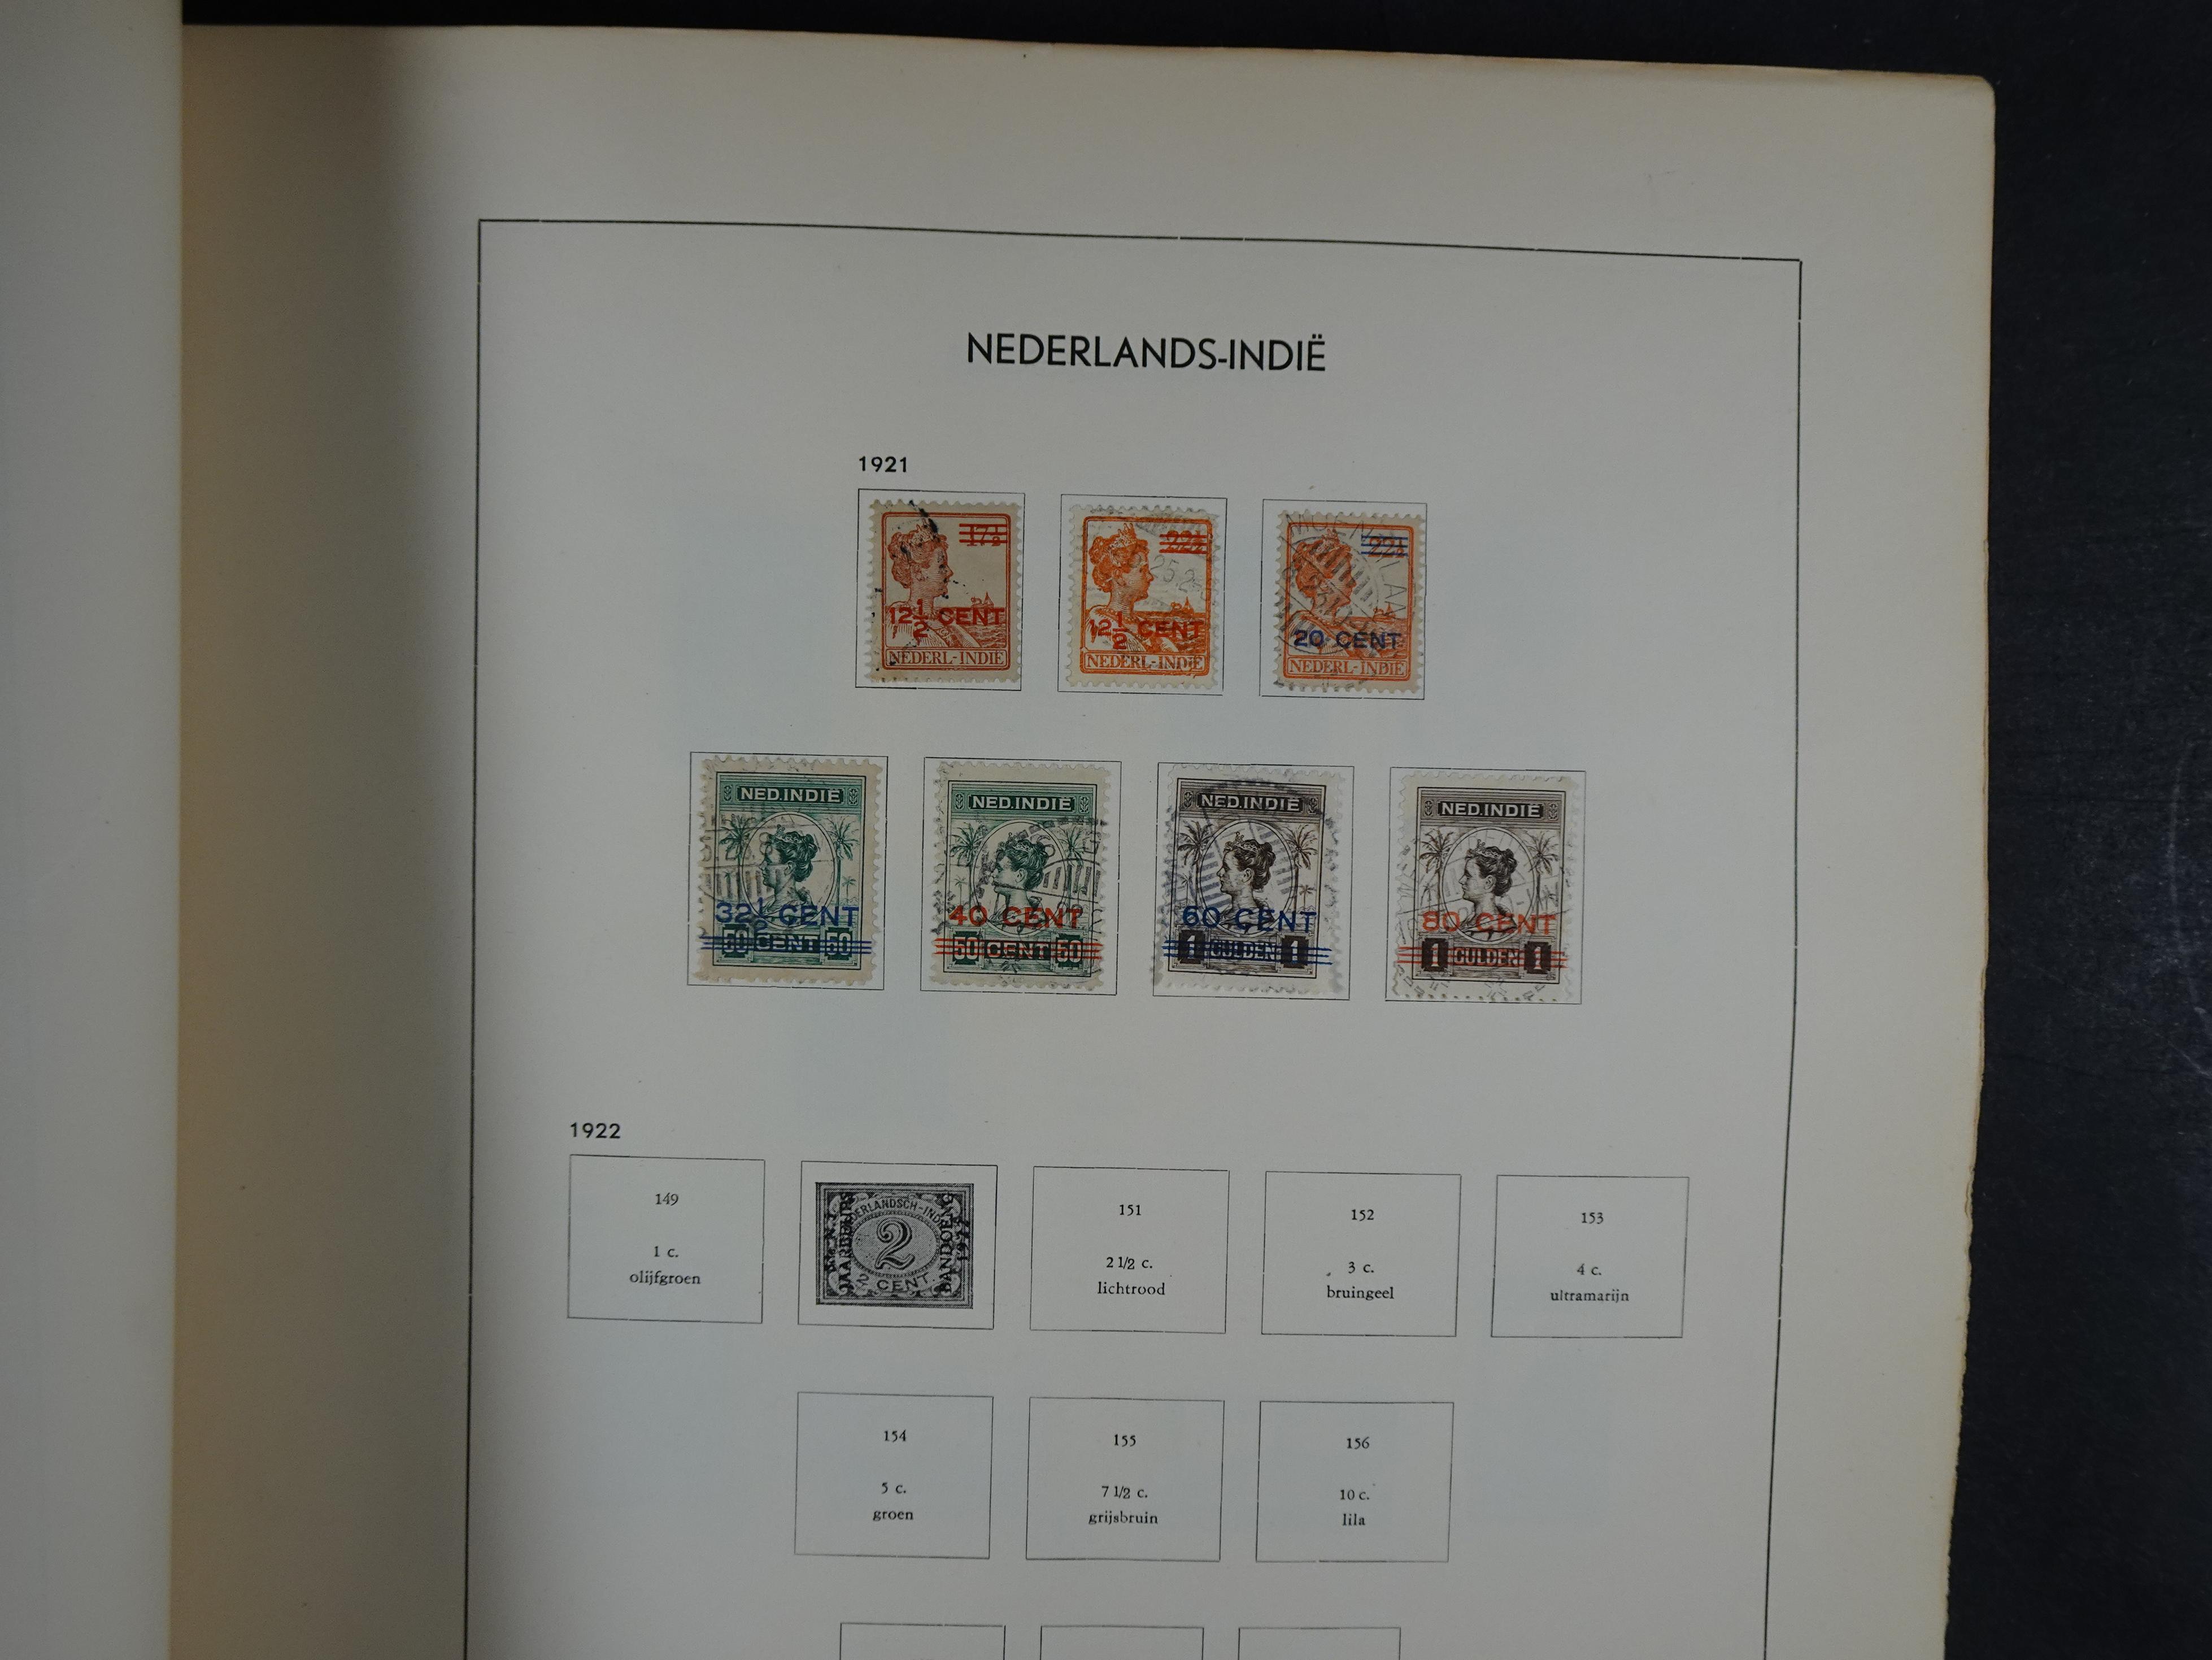 NEDERLANDS-INDIË
1921
17½
12½ CENT
NEDERL-INDIE
22½
12½ CENT
NEDERL-INDIE
22½
20 CENT
NEDERL-INDIE
NED.INDIË
32½ CENT
50 CENT 50
NED.INDIË
40 CENT
50 CENT 50
NED.INDIË
60 CENT
1 GULDEN 1
NED.INDIË
80 CENT
1 GULDEN 1
1922
149
1 c.
olijfgroen
JAARBEURS
2
CENT
BANDOENG
1922
151
2 1/2 c.
lichtrood
152
3 c.
bruingeel
153
4 c.
ultramarijn
154
5 c.
groen
155
7 1/2 c.
grijsbruin
156
10 c.
lila